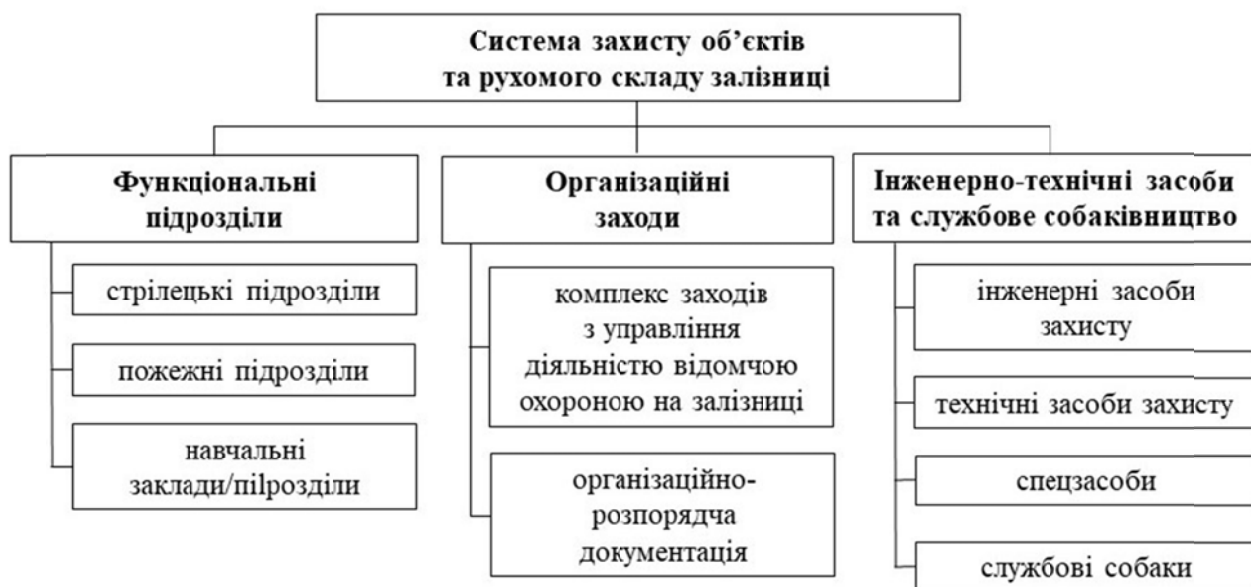 Система захисту об’єктів
та рухомого складу залізниці
Функціональні
підрозділи
стрілецькі підрозділи
пожежні підрозділи
навчальні
заклади/пілрозділи
Організаційні
заходи
комплекс заходів
з управління
діяльністю відомчою
охороною на залізниці
організаційно-
розпорядча
документація
Інженерно-технічні засоби
та службове собаківництво
інженерні засоби
захисту
технічні засоби захисту
спецзасоби
службові собаки